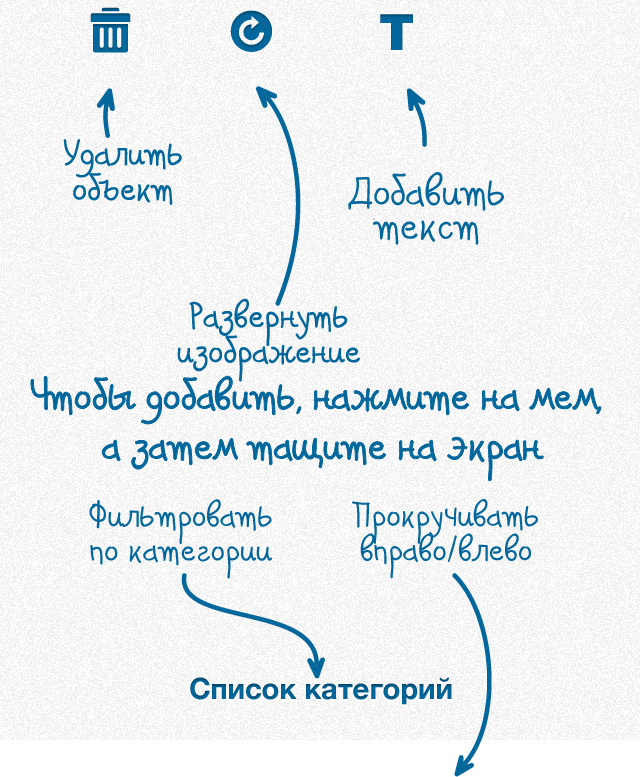 T
Удалить
объект
Добавить
текст
Развернуть
изображение
Чтобы добавить, нажмите на мем,
а затем тащите на экран
Фильтровать
по категории
Прокручивать
вправо/влево
Список категорий